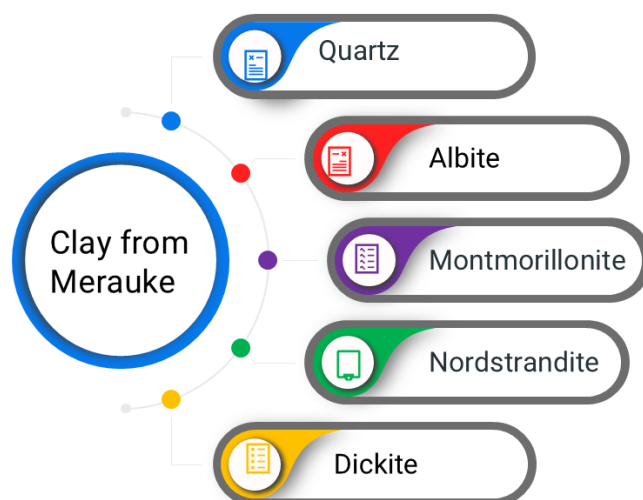 Quartz
Albite
Clay from
Merauke
Montmorillonite
Nordstrandite
Dickite